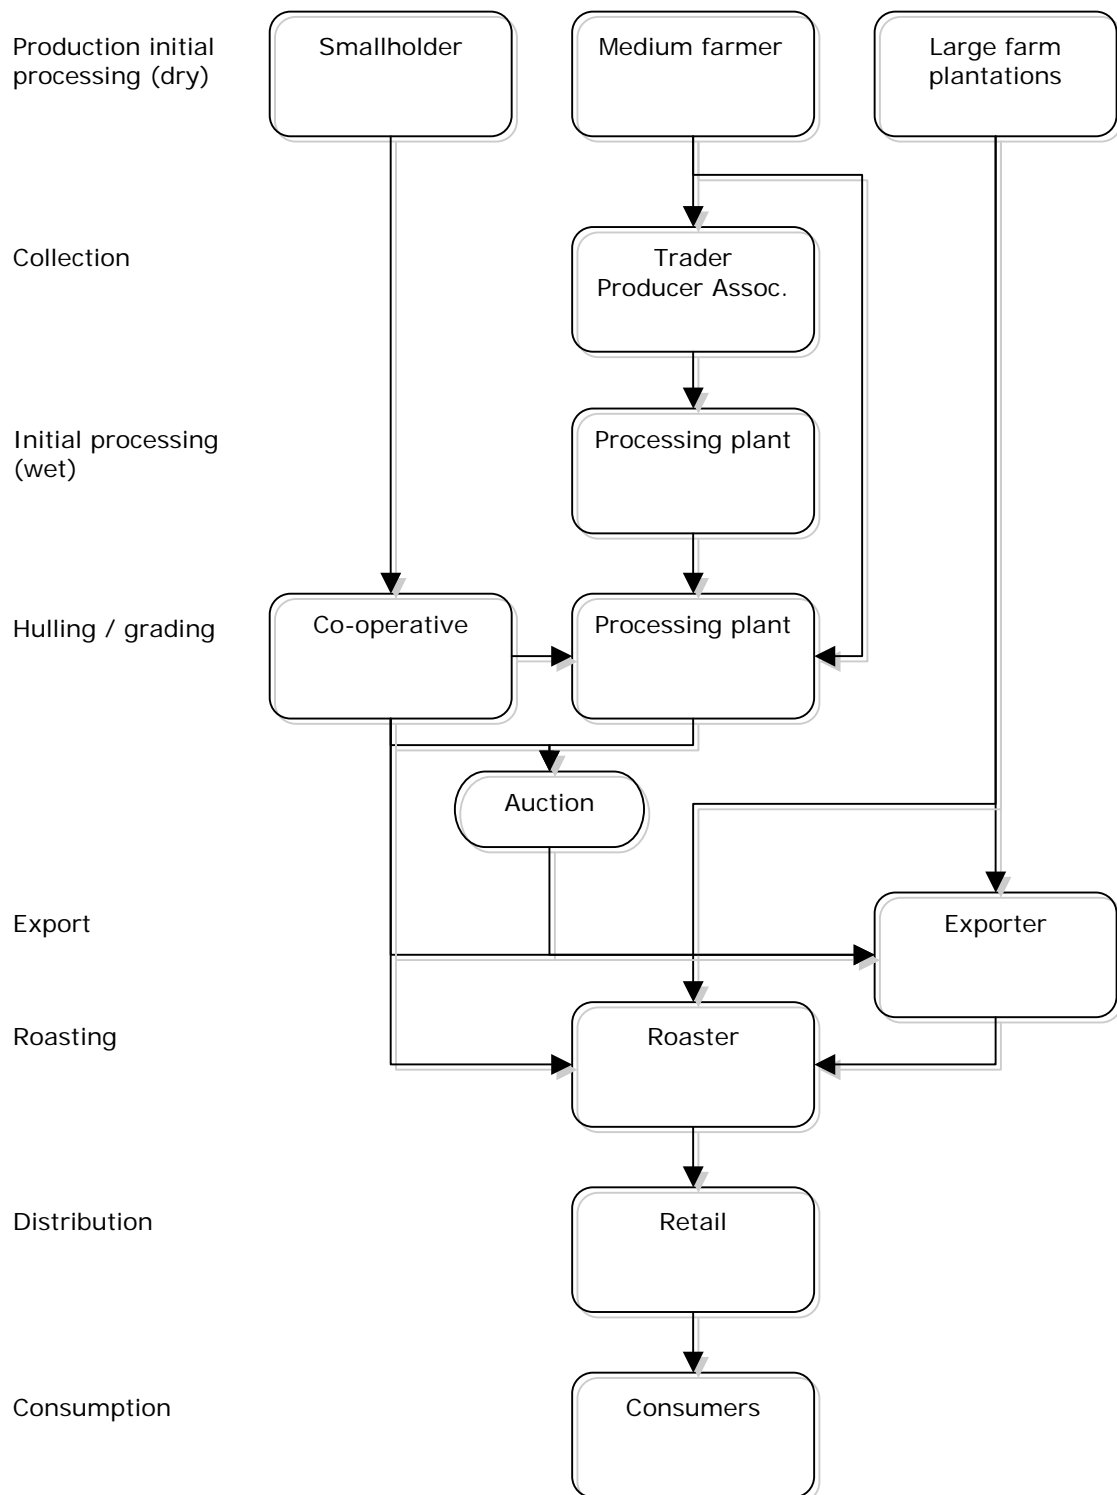 Production initial
processing (dry)
Smallholder
Medium farmer
Large farm
plantations
Collection
Trader
Producer Assoc.
Initial processing
(wet)
Processing plant
Hulling / grading
Co-operative
Processing plant
Auction
Export
Exporter
Roasting
Roaster
Distribution
Retail
Consumption
Consumers